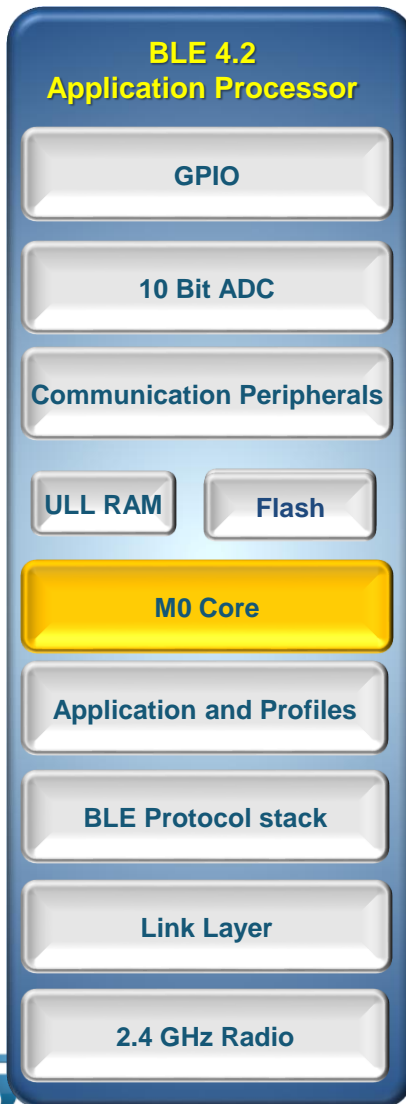 BLE 4.2
Application Processor
GPIO
10 Bit ADC
Communication Peripherals
ULL RAM
Flash
M0 Core
Application and Profiles
BLE Protocol stack
Link Layer
2.4 GHz Radio